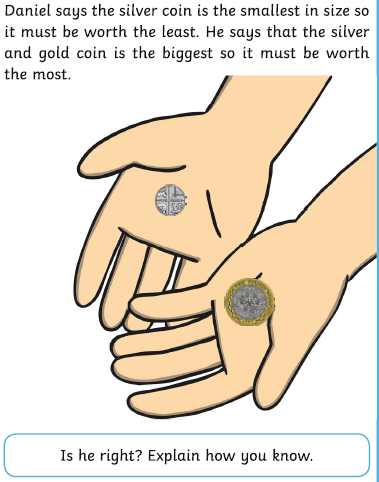 Daniel says the silver coin is the smallest in size so
it must be worth the least. He says that the silver
and gold coin is the biggest so it must be worth
the most.
Is he right? Explain how you know.